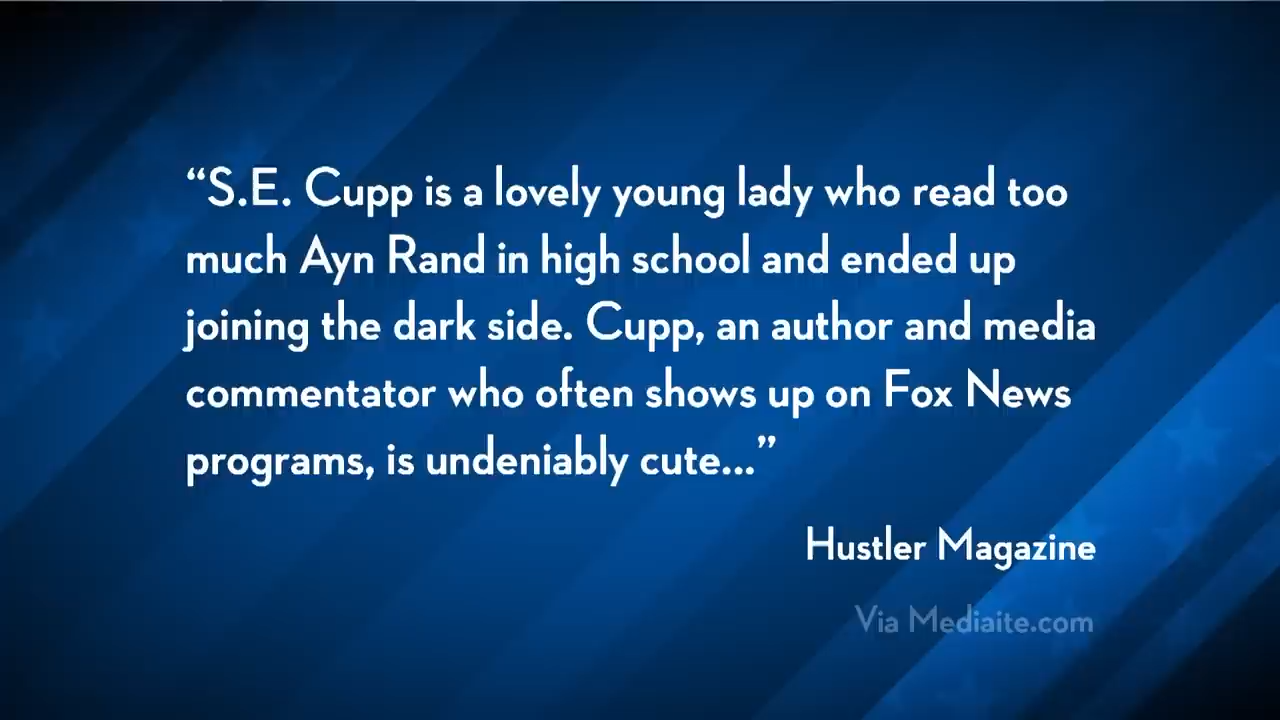 “S.E. Cupp is a lovely young lady who read too
much Ayn Rand in high school and ended up
joining the dark side. Cupp, an author and media
commentator who often shows up on Fox News
programs, is undeniably cute...”
Hustler Magazine
Via Mediaite.com